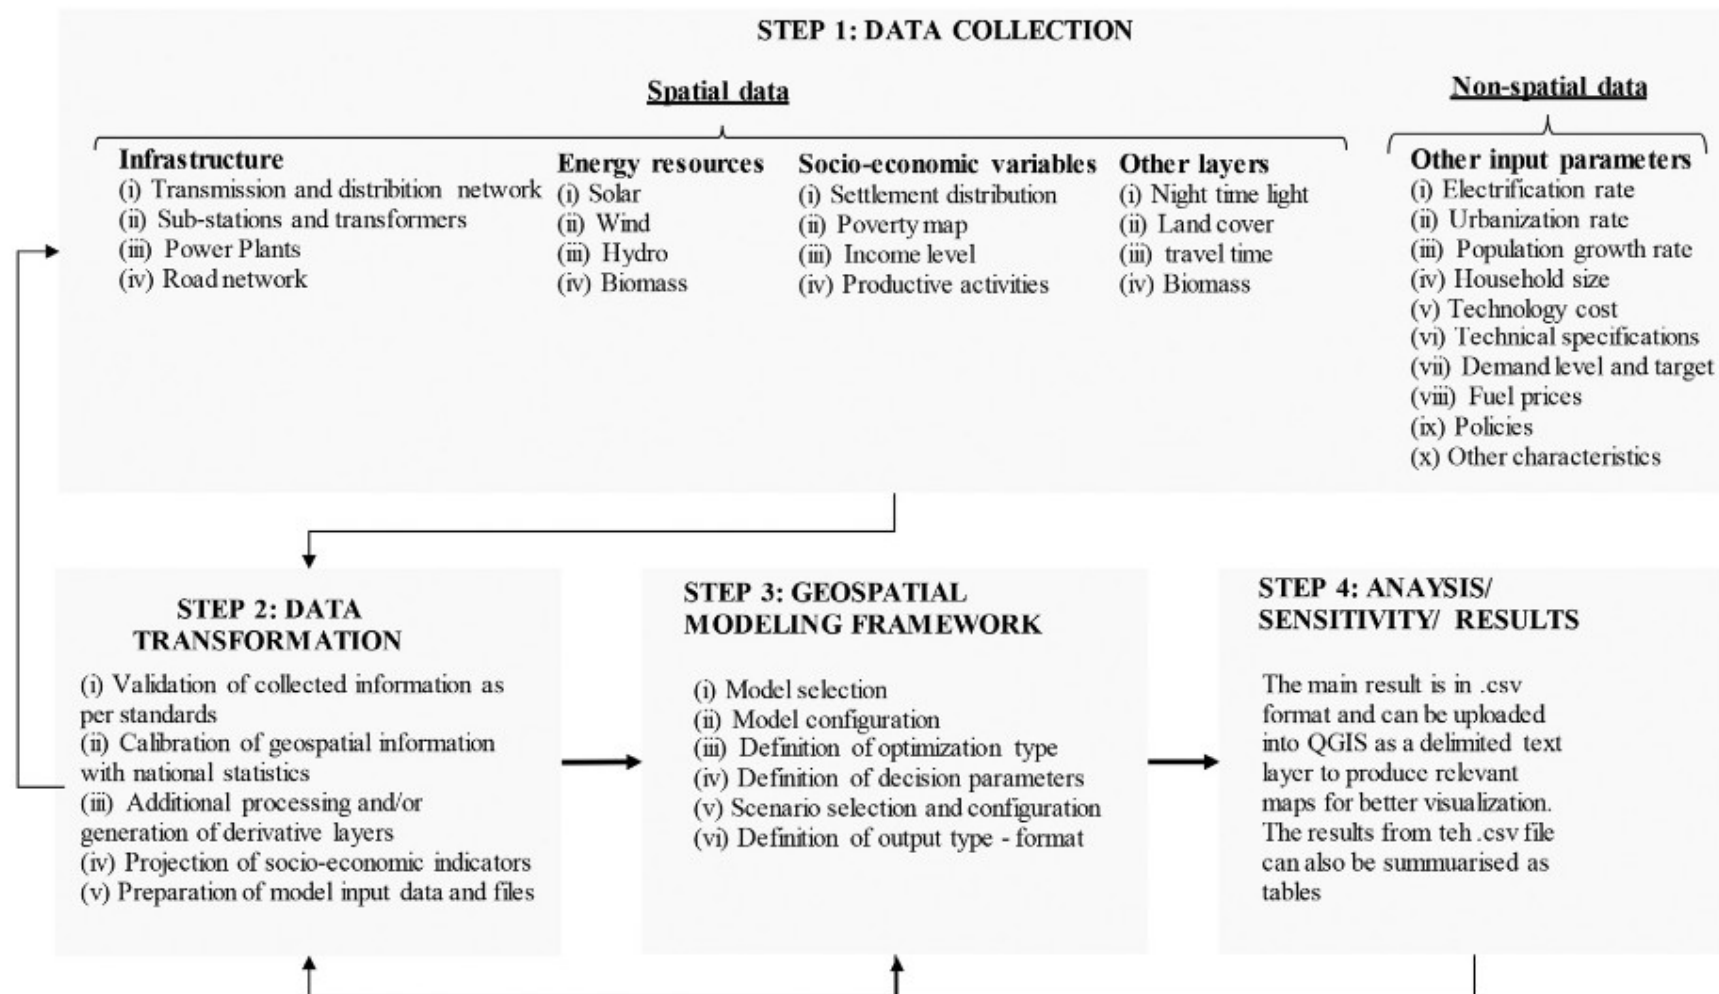 STEP 1: DATA COLLECTION
Spatial data
Infrastructure
(i) Transmission and distribition network
(ii) Sub-stations and transformers
(iii) Power Plants
(iv) Road network
Energy resources
(i) Solar
(ii) Wind
(iii) Hydro
(iv) Biomass
Socio-economic variables
(i) Settlement distribution
(ii) Poverty map
(iii) Income level
(iv) Productive activities
Other layers
(i) Night time light
(ii) Land cover
(iii) travel time
(iv) Biomass
Non-spatial data
Other input parameters
(i) Electrification rate
(ii) Urbanization rate
(iii) Population growth rate
(iv) Household size
(v) Technology cost
(vi) Technical specifications
(vii) Demand level and target
(viii) Fuel prices
(ix) Policies
(x) Other characteristics
STEP 2: DATA
TRANSFORMATION
(i) Validation of collected information as
per standards
(ii) Calibration of geospatial information
with national statistics
(iii) Additional processing and/or
generation of derivative layers
(iv) Projection of socio-economic indicators
(v) Preparation of model input data and files
STEP 3: GEOSPATIAL
MODELING FRAMEWORK
(i) Model selection
(ii) Model configuration
(iii) Definition of optimization type
(iv) Definition of decision parameters
(v) Scenario selection and configuration
(vi) Definition of output type - format
STEP 4: ANAYSIS/
SENSITIVITY/ RESULTS
The main result is in .csv
format and can be uploaded
into QGIS as a delimited text
layer to produce relevant
maps for better visualization.
The results from teh .csv file
can also be summuarised as
tables